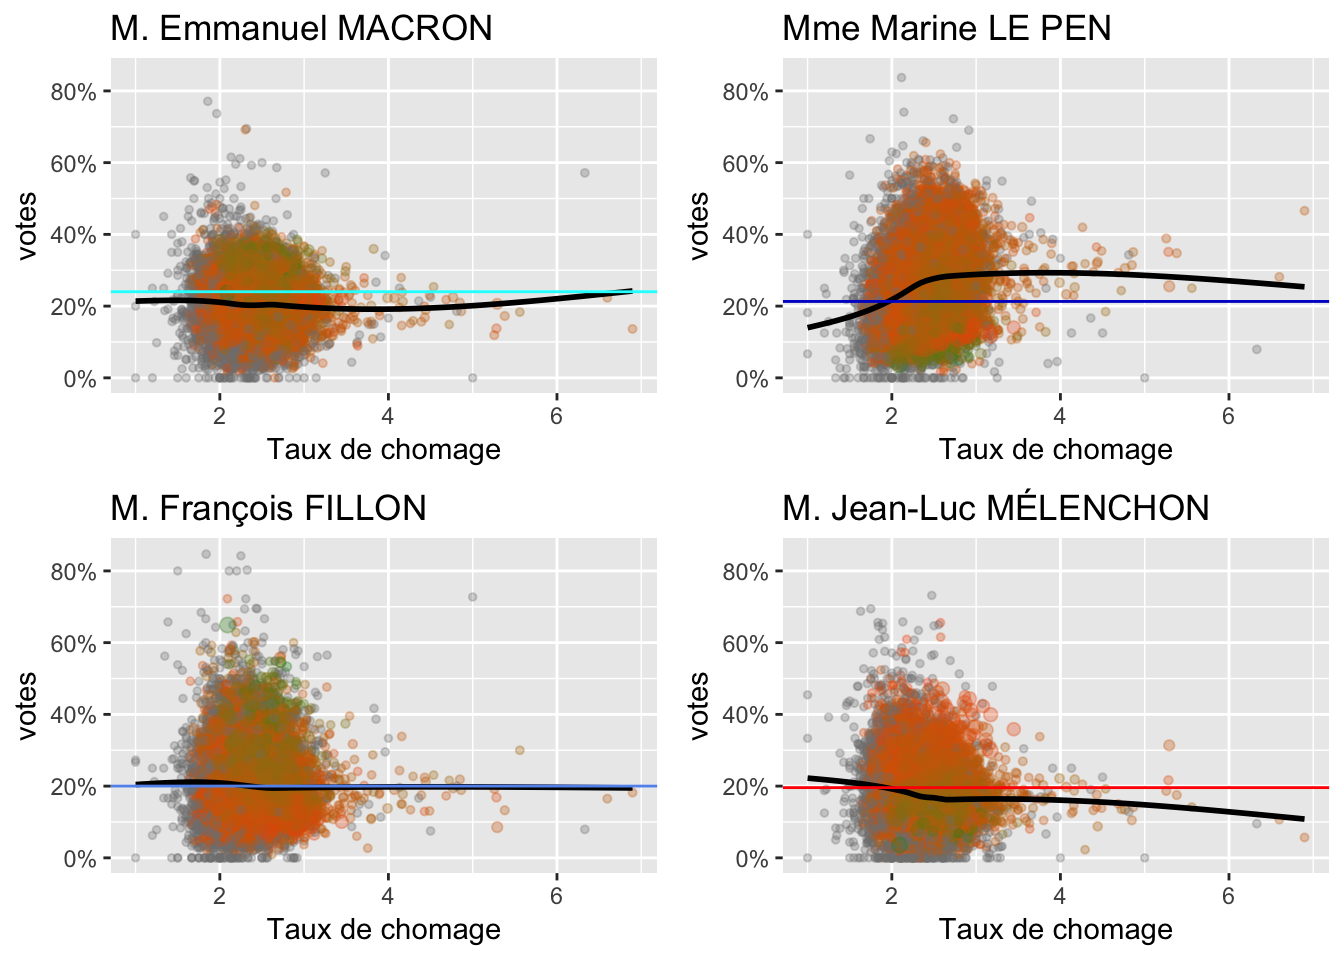 M. Emmanuel MACRON
80%
60%
40%
20%
0%
votes
2
4
6
Taux de chomage
Mme Marine LE PEN
80%
60%
40%
20%
0%
votes
2
4
6
Taux de chomage
M. François FILLON
80%
60%
40%
20%
0%
votes
2
4
6
Taux de chomage
M. Jean-Luc MÉLENCHON
80%
60%
40%
20%
0%
votes
2
4
6
Taux de chomage